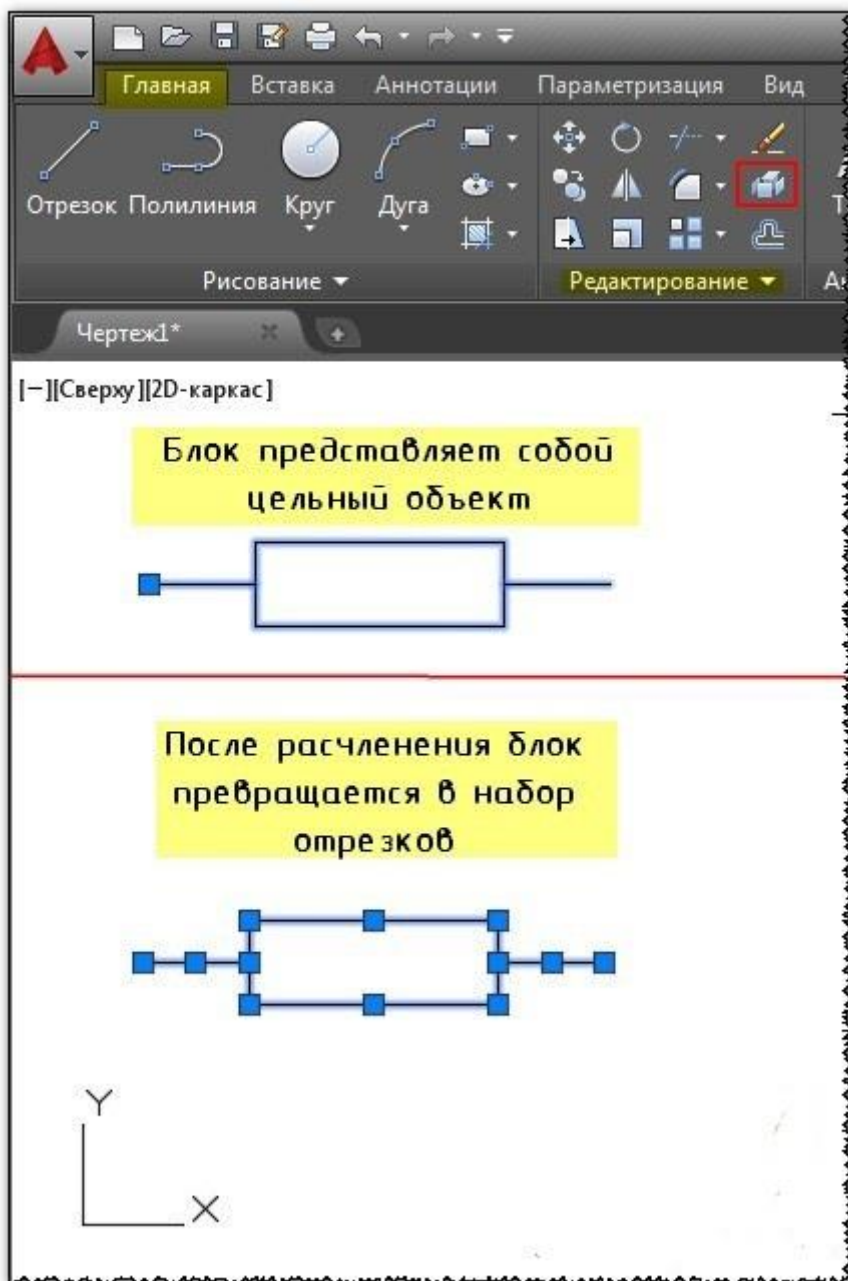 Главная Вставка Аннотации Параметризация Вид
Отрезок Полилиния Круг Дуга
Рисование Редактирование
Чертеж1*
[−][Сверху][2D-каркас]
Блок представляет собой
цельный объект
После расчленения блок
превращается в набор
отрезков
Y
X